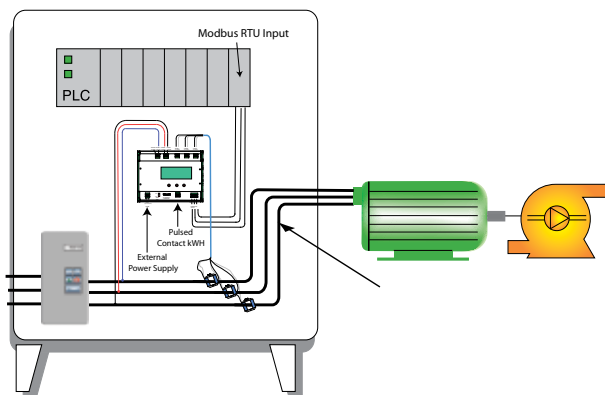 Modbus RTU Input
PLC
Pulsed
Contact kWH
External
Power Supply